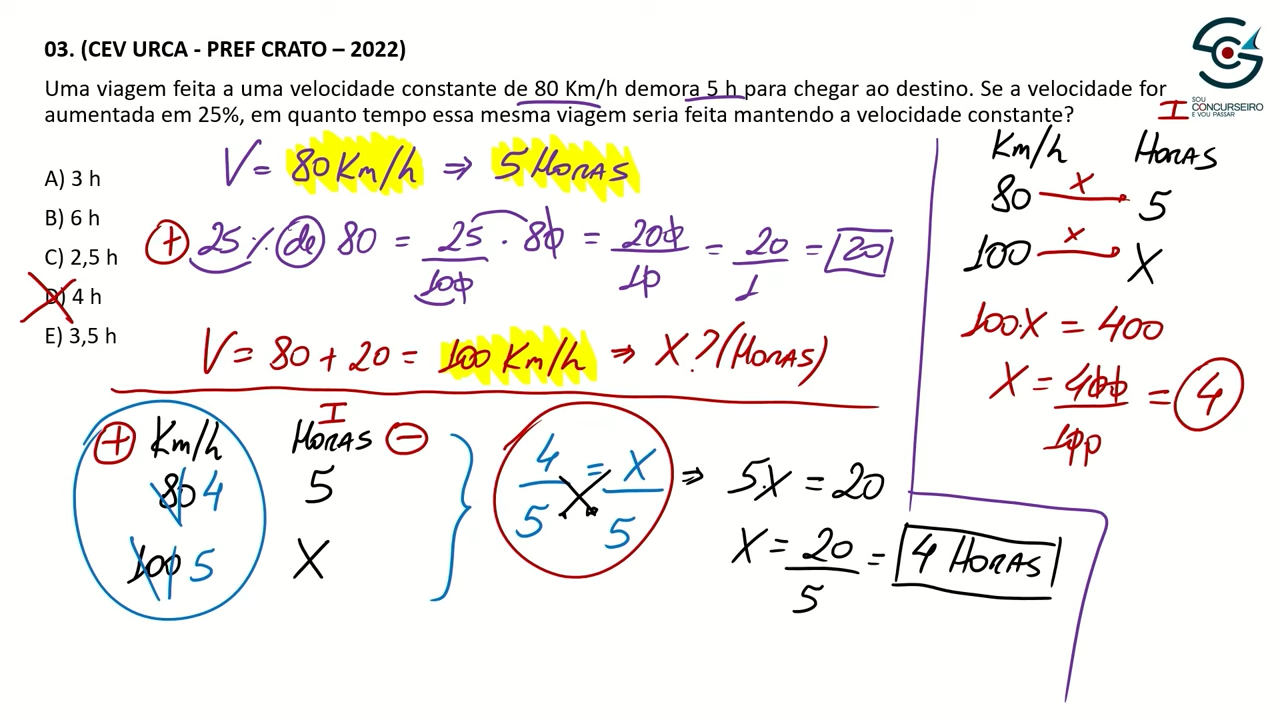 03. (CEV URCA - PREF CRATO – 2022)
Uma viagem feita a uma velocidade constante de 80 Km/h demora 5 h para chegar ao destino. Se a velocidade for
aumentada em 25%, em quanto tempo essa mesma viagem seria feita mantendo a velocidade constante?
A) 3 h
B) 6 h
C) 2,5 h
D) 4 h
E) 3,5 h
SOU
CONCURSEIRO
E VOU PASSAR
V = 80 Km/h ⇒ 5 HORAS
+ 25% de 80 = 25/100 · 80 = 200/10 = 20/1 = 20
V = 80 + 20 = 100 Km/h ⇒ X? (HORAS)
I
+ Km/h HORAS −
80 4 5
100 5 X
4/5 = X/5 ⇒ 5·X = 20
X = 20/5 = 4 HORAS
I
Km/h HORAS
80 x 5
100 x X
100·X = 400
X = 400/100 = 4